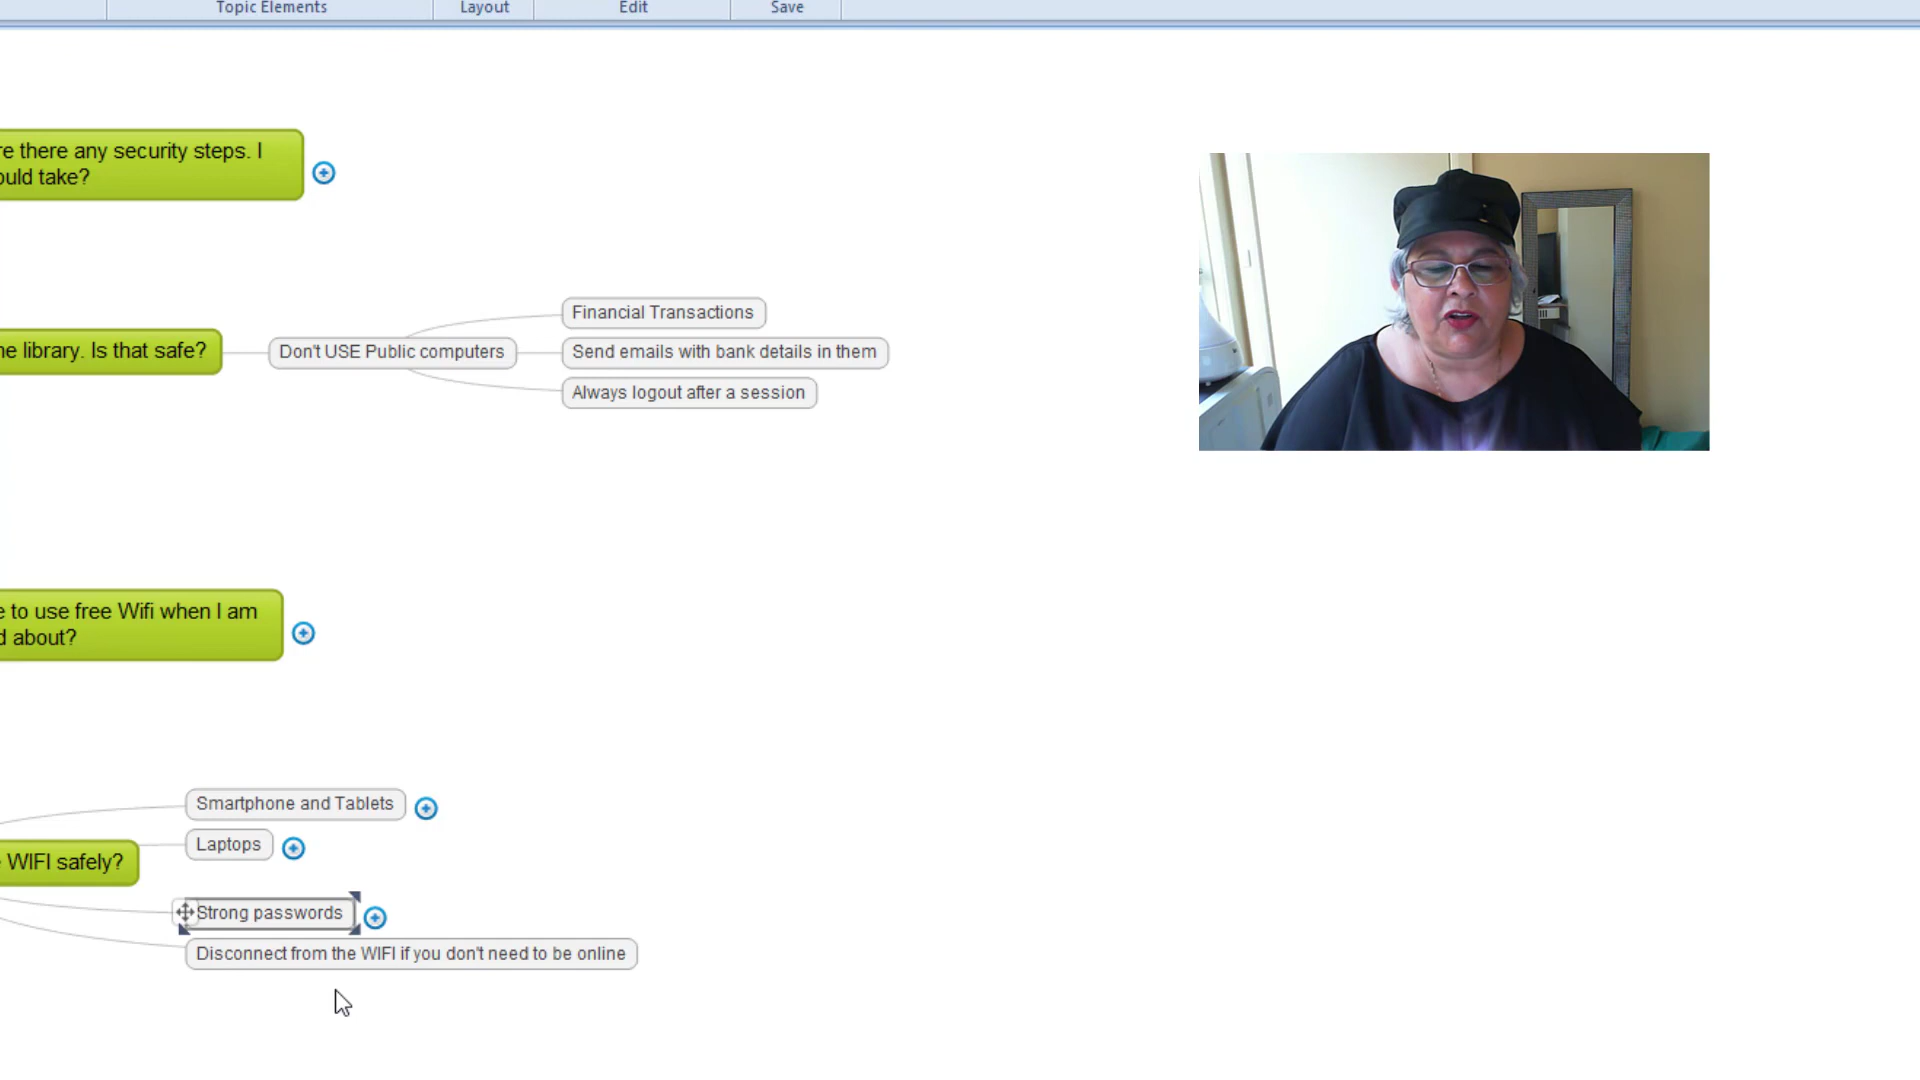 Topic Elements
Layout
Edit
Save
re there any security steps. I
ould take?
Financial Transactions
ne library. Is that safe?
Don't USE Public computers
Send emails with bank details in them
Always logout after a session
e to use free Wifi when I am
d about?
Smartphone and Tablets
Laptops
WIFI safely?
Strong passwords
Disconnect from the WIFI if you don't need to be online